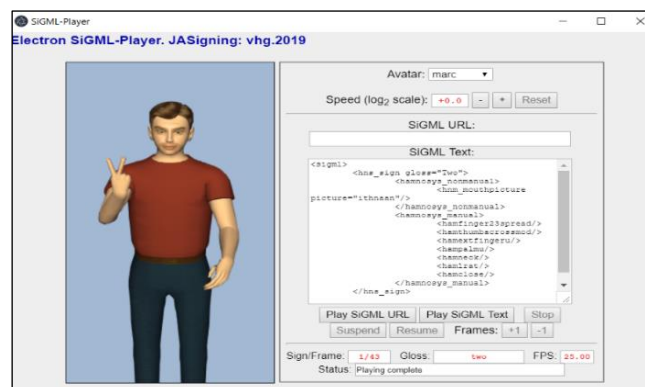 SiGML-Player
Electron SiGML-Player. JASigning: vhg.2019
Avatar: marc
Speed (log2 scale): +0.0 - + Reset
SiGML URL:
SiGML Text:
<sigml>
<hns_sign gloss="Two">
<hamnosys_nonmanual>
<hnm_mouthpicture
picture="ithnaan"/>
</hamnosys_nonmanual>
<hamnosys_manual>
<hamfinger23spread/>
<hamthumbacrossmod/>
<hamextfingeru/>
<hampalmu/>
<hamneck/>
<hamlrat/>
<hamclose/>
</hamnosys_manual>
</hns_sign>
Play SiGML URL Play SiGML Text Stop
Suspend Resume Frames: +1 -1
Sign/Frame: 1/43 Gloss: two FPS: 25.00
Status: Playing complete